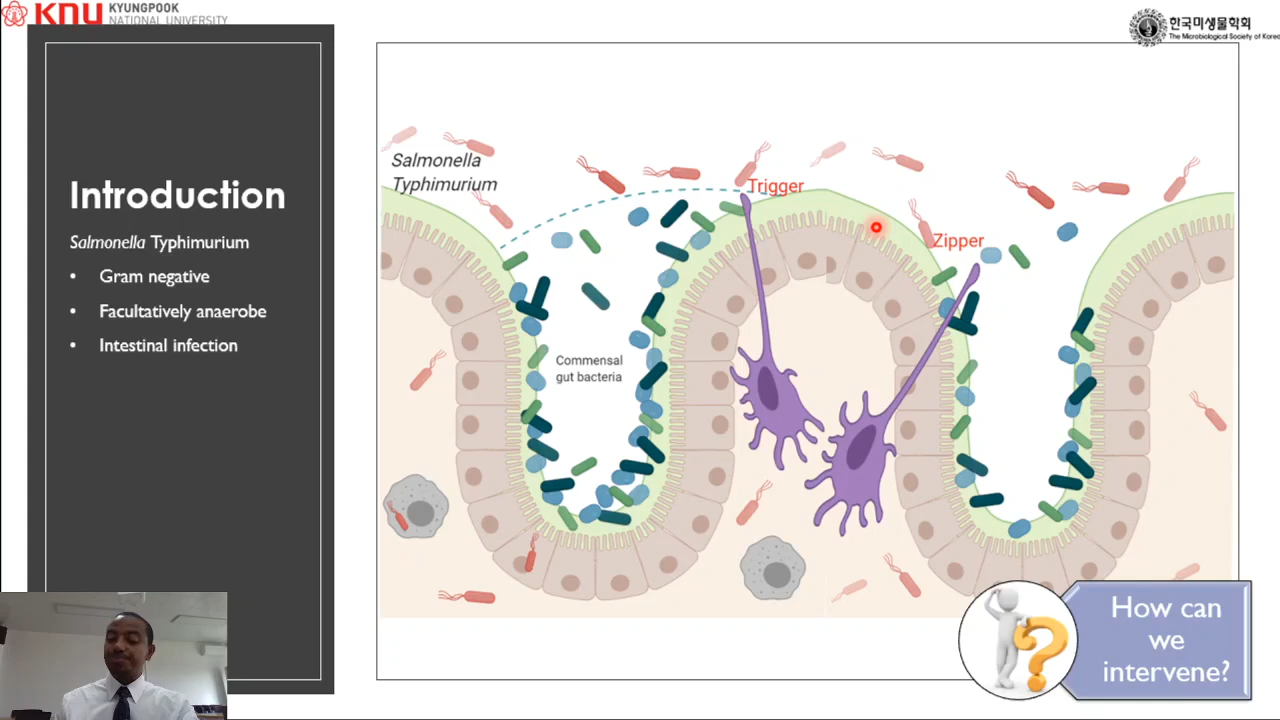 KNU KYUNGPOOK
NATIONAL UNIVERSITY
한국미생물학회
The Microbiological Society of Korea
Introduction
Salmonella Typhimurium
• Gram negative
• Facultatively anaerobe
• Intestinal infection
Salmonella
Typhimurium
Trigger
Zipper
Commensal
gut bacteria
How can
we
intervene?